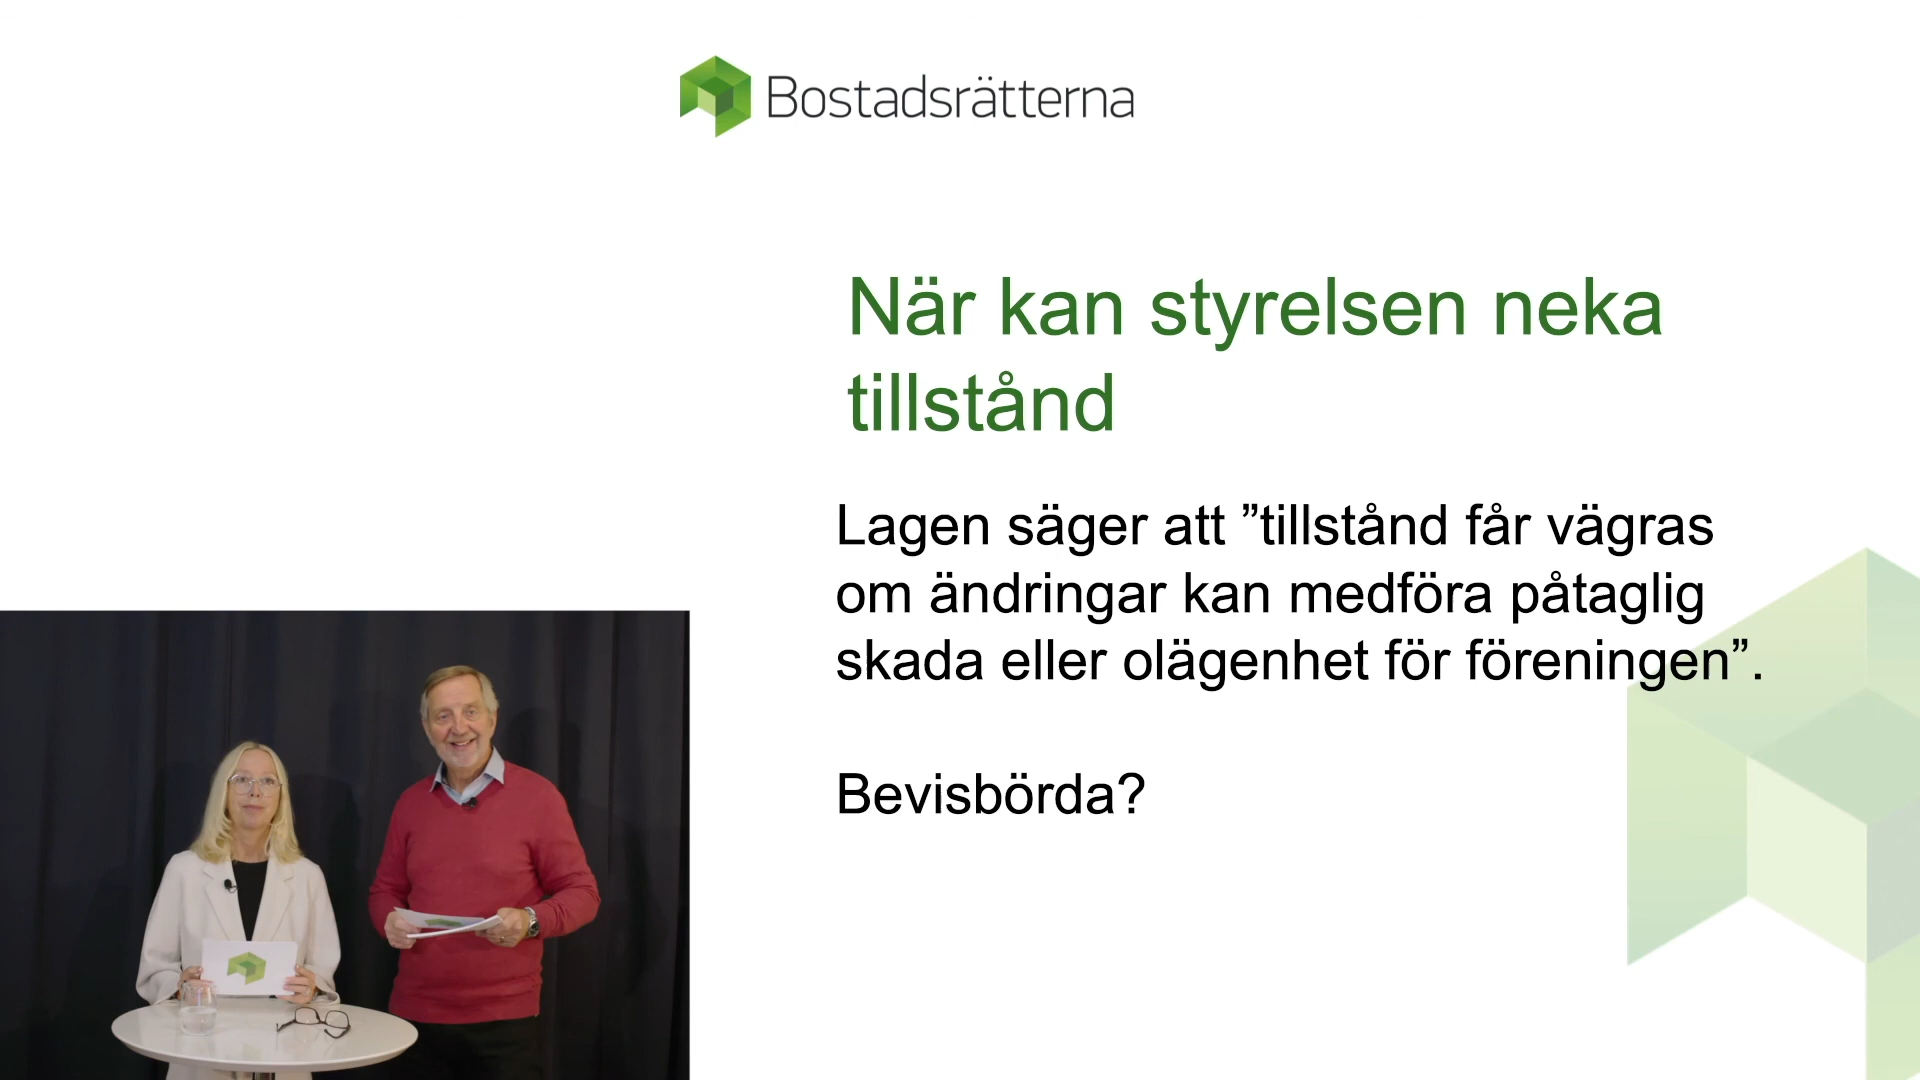 Bostadsrätterna
När kan styrelsen neka
tillstånd
Lagen säger att ”tillstånd får vägras
om ändringar kan medföra påtaglig
skada eller olägenhet för föreningen”.
Bevisbörda?